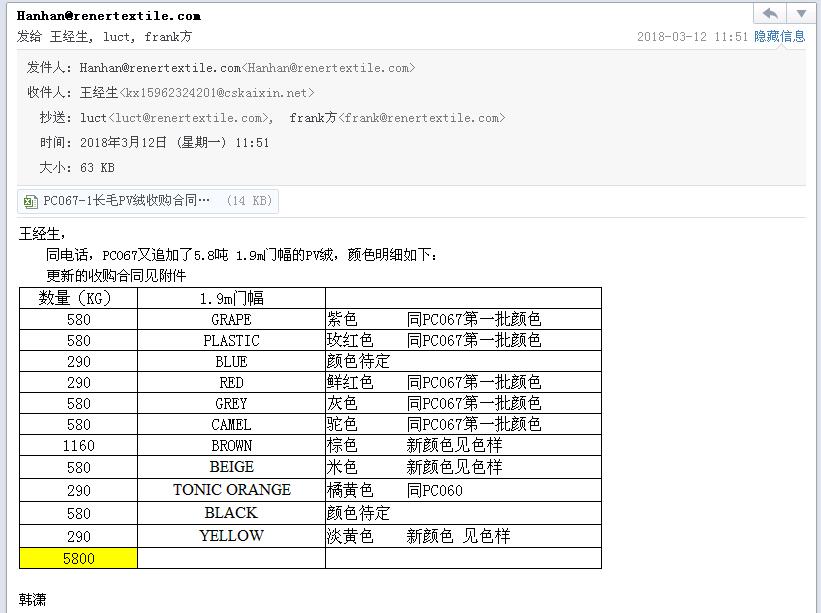 Hanhan@renertextile.com
发给 王经生, luct, frank方 2018-03-12 11:51 隐藏信息
发件人: Hanhan@renertextile.com<Hanhan@renertextile.com>
收件人: 王经生<kx15962324201@cskaixin.net>
抄送: luct<luct@renertextile.com>, frank方<frank@renertextile.com>
时间: 2018年3月12日 (星期一) 11:51
大小: 63 KB
PC067-1长毛PV绒收购合同… (14 KB)
王经生,
同电话, PC067又追加了5.8吨 1.9m门幅的PV绒, 颜色明细如下:
更新的收购合同见附件
数量（KG） 1.9m门幅
580 GRAPE 紫色 同PC067第一批颜色
580 PLASTIC 玫红色 同PC067第一批颜色
290 BLUE 颜色待定
290 RED 鲜红色 同PC067第一批颜色
580 GREY 灰色 同PC067第一批颜色
580 CAMEL 驼色 同PC067第一批颜色
1160 BROWN 棕色 新颜色见色样
580 BEIGE 米色 新颜色见色样
290 TONIC ORANGE 橘黄色 同PC060
580 BLACK 颜色待定
290 YELLOW 淡黄色 新颜色 见色样
5800
韩潇